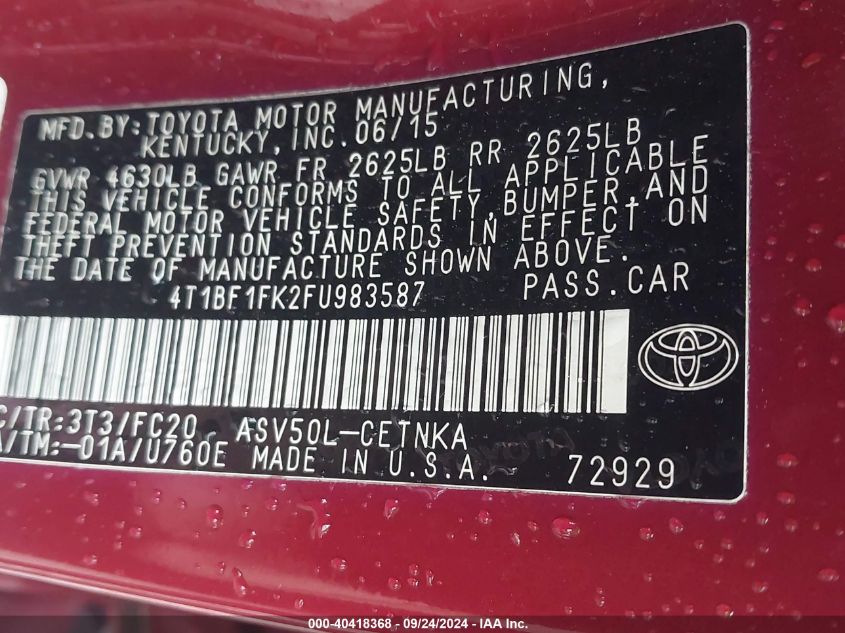 MFD. BY: TOYOTA MOTOR MANUFACTURING,
KENTUCKY, INC. 06/15
GVWR 4630LB GAWR FR 2625LB RR 2625LB
THIS VEHICLE CONFORMS TO ALL APPLICABLE
FEDERAL MOTOR VEHICLE SAFETY, BUMPER, AND
THEFT PREVENTION STANDARDS IN EFFECT ON
THE DATE OF MANUFACTURE SHOWN ABOVE.
4T1BF1FK2FU983587 PASS.CAR
/TR:3T3/FC20 ASV50L-CETNKA
/TM:-01A/U760E MADE IN U.S.A. 72929
000-40418368 - 09/24/2024 - IAA Inc.